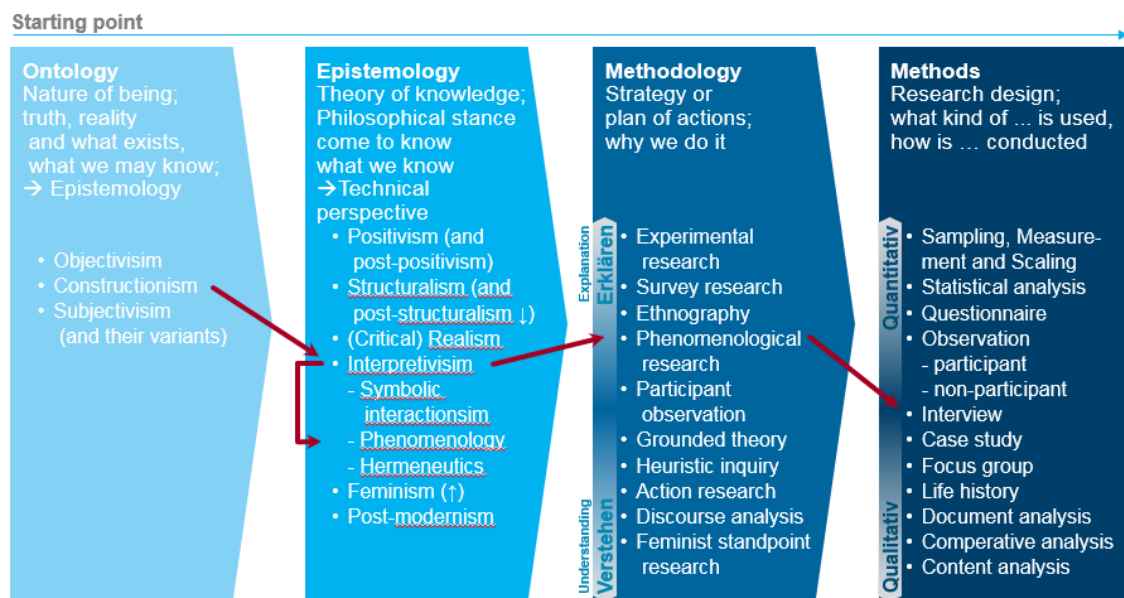 Starting point
Ontology
Nature of being;
truth, reality
and what exists,
what we may know;
→ Epistemology
• Objectivisim
• Constructionism
• Subjectivisim
(and their variants)
Epistemology
Theory of knowledge;
Philosophical stance
come to know
what we know
→Technical
perspective
• Positivism (and
post-positivism)
• Structuralism (and
post-structuralism ↓)
• (Critical) Realism
• Interpretivisim
- Symbolic
interactionsim
- Phenomenology
- Hermeneutics
• Feminism (↑)
• Post-modernism
Methodology
Strategy or
plan of actions;
why we do it
Explanation
Erklären
Understanding
Verstehen
• Experimental
research
• Survey research
• Ethnography
• Phenomenological
research
• Participant
observation
• Grounded theory
• Heuristic inquiry
• Action research
• Discourse analysis
• Feminist standpoint
research
Methods
Research design;
what kind of ... is used,
how is … conducted
Quantitativ
Qualitativ
• Sampling, Measure-
ment and Scaling
• Statistical analysis
• Questionnaire
• Observation
- participant
- non-participant
• Interview
• Case study
• Focus group
• Life history
• Document analysis
• Comperative analysis
• Content analysis